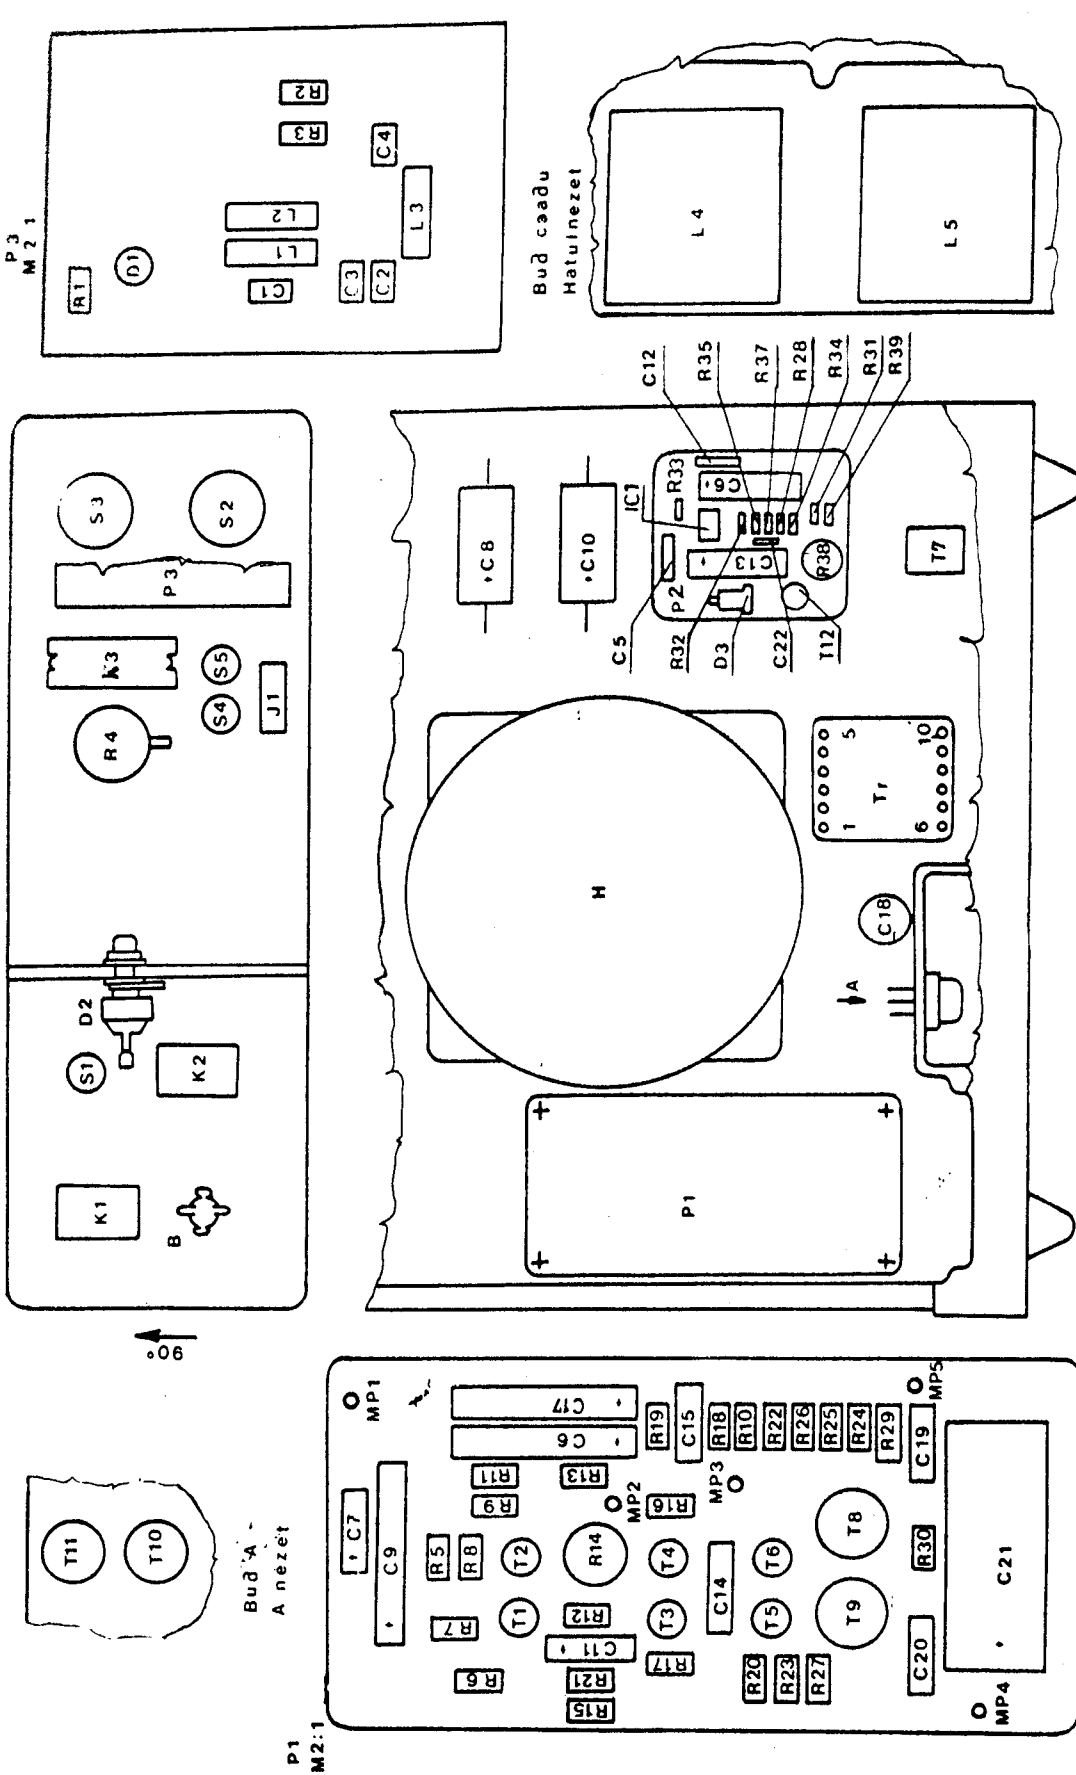 P3
M 2:1
R1
D1
R2
R3
C4
L2
L1
C1
C3
C2
L3
Bud czadu
Hatulnezet
L4
L5
S3
S2
P3
K3
R4
S4
S5
J1
D2
S1
K2
K1
B
90°
C12
R35
R37
R28
R34
R31
R39
IC1
R33
C6+
+C8
+C10
P2
+ C13
R38
C5
R32
D3
C22
T12
T7
H
5
10
Tr
1
6
C18
A
P1
T11
T10
Bud A -
A nezet
P1
M2:1
MP1
C17 +
C6 +
R19
C15
R18
R10
R22
R26
R25
R24
R29
C19
MP5
+ C7
C9
+
R11
R13
R9
MP2
R16
MP3
R5
R8
T2
R14
T4
T6
T8
R30
C21
+
R7
T1
R12
C11 +
T3
C14
T5
T9
C20
R6
R21
R15
R17
R20
R23
R27
MP4